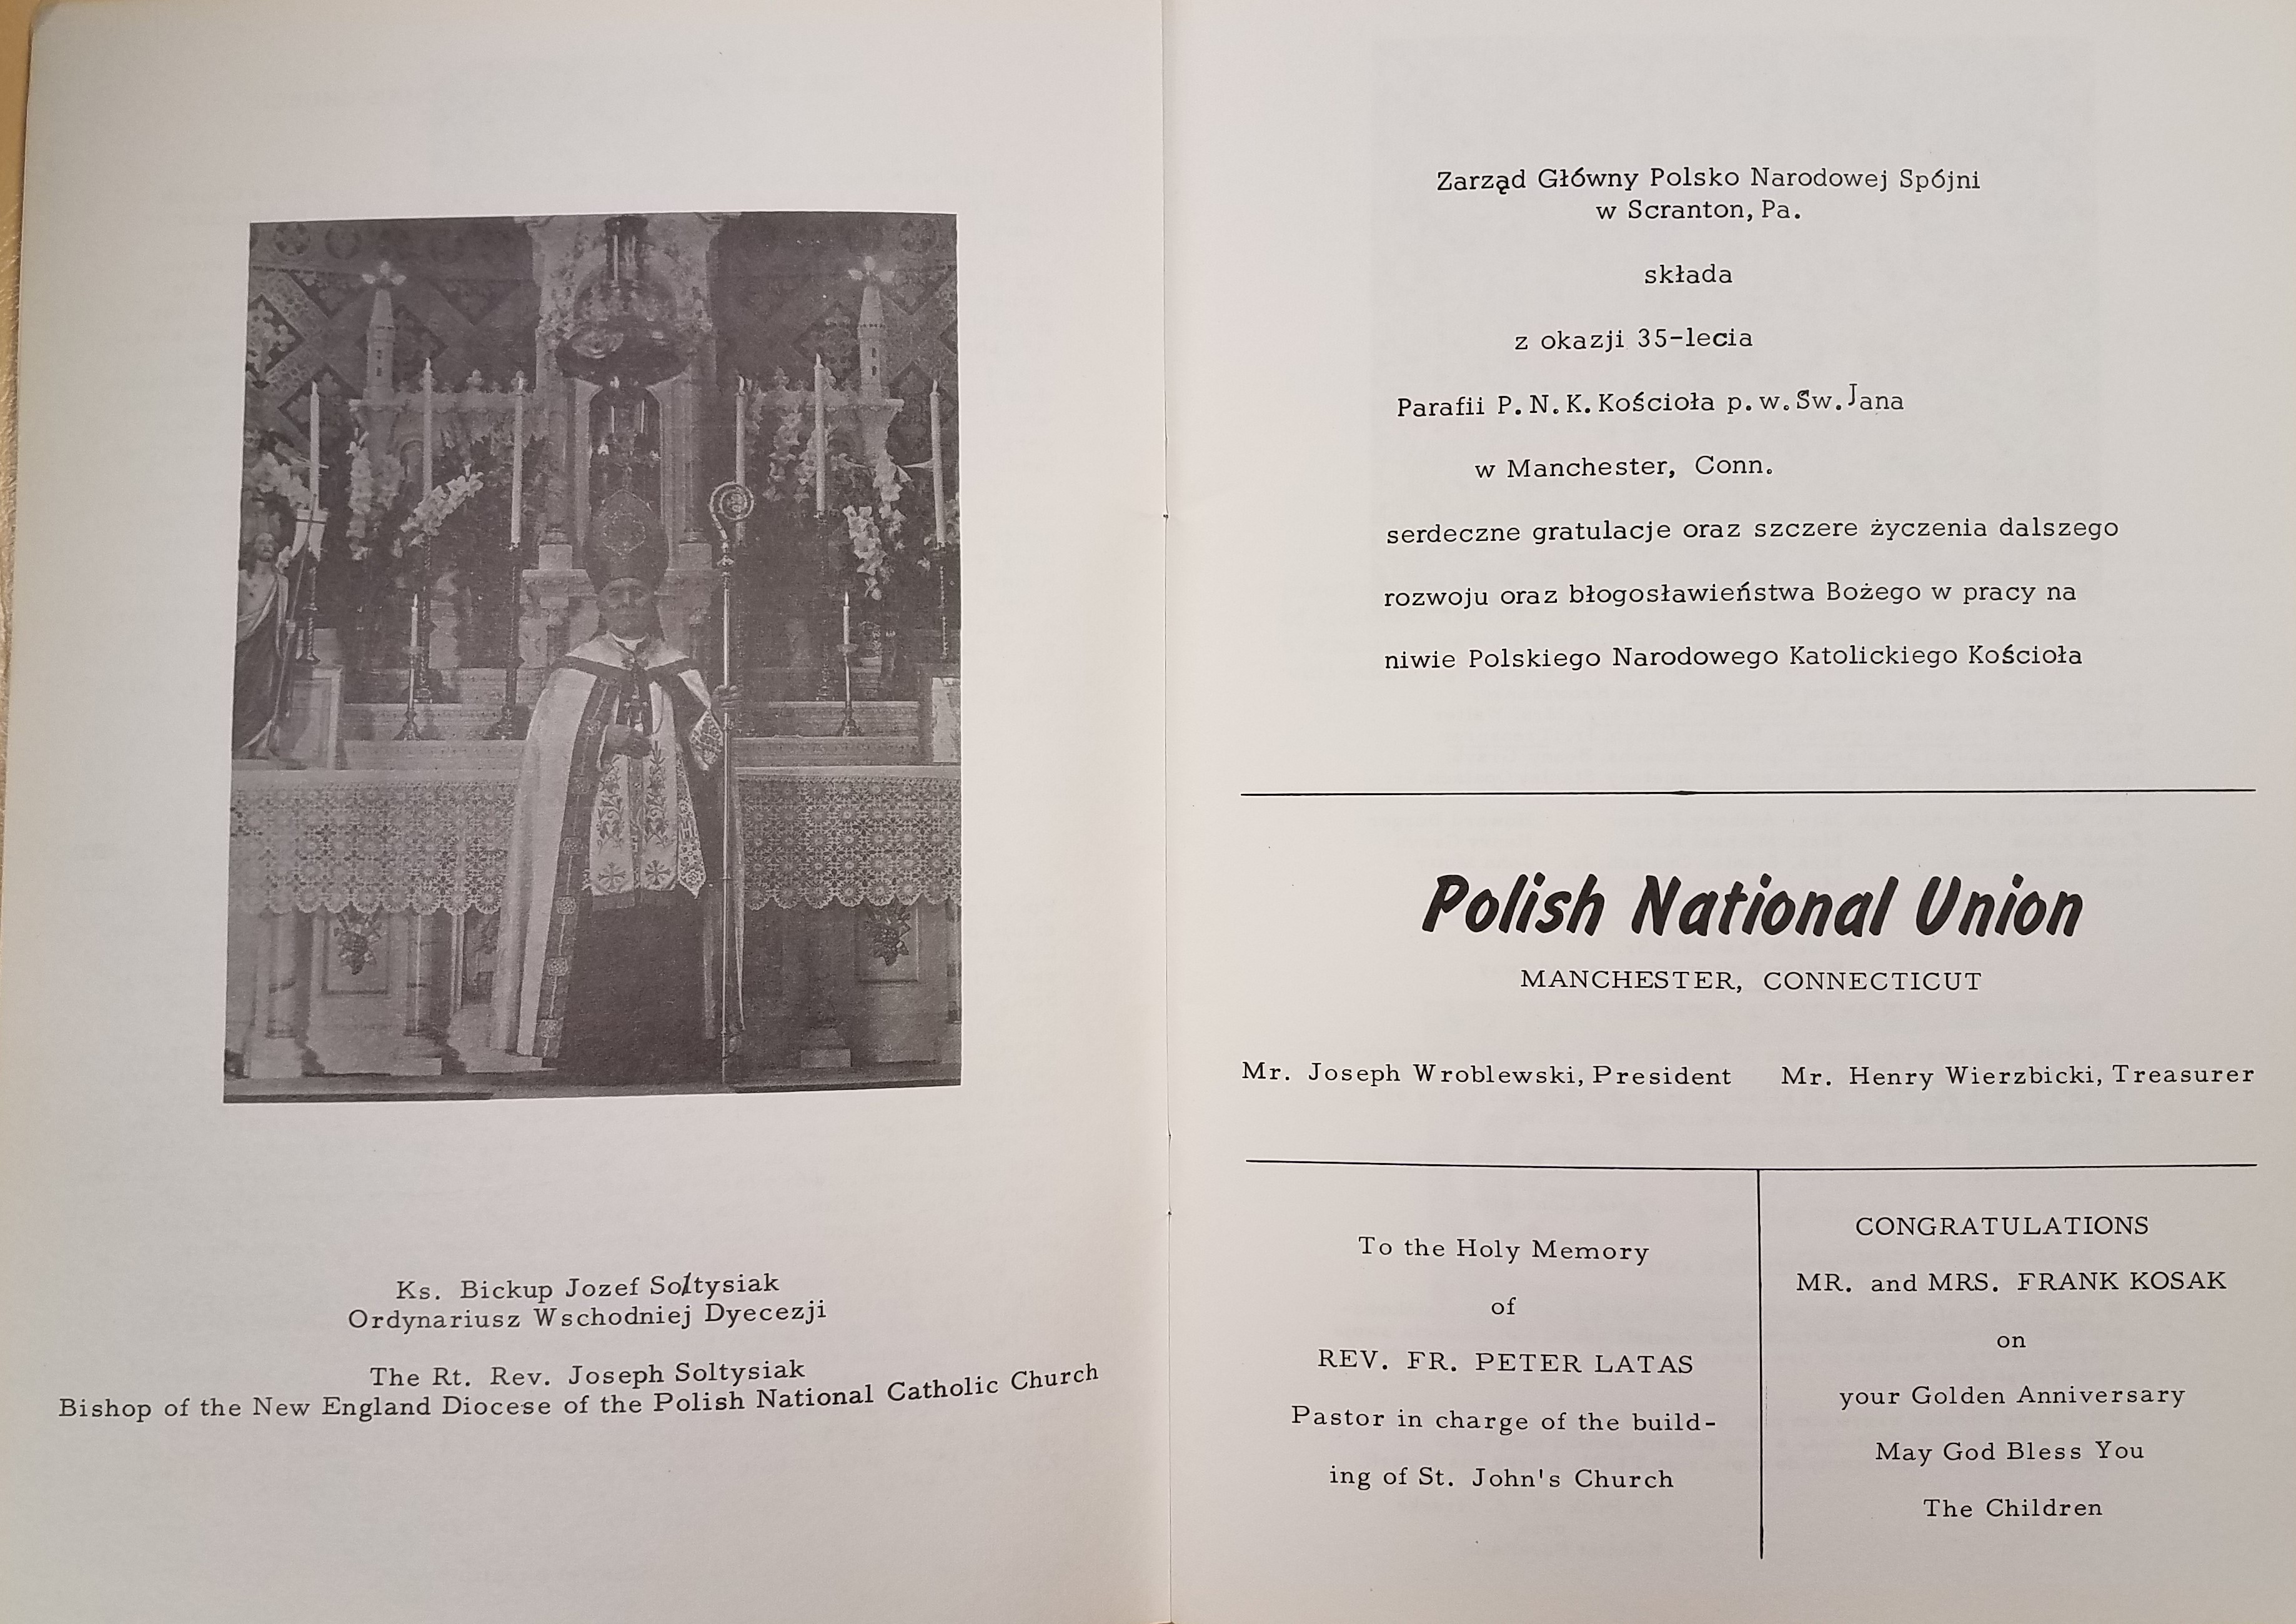 Ks. Bickup Jozef Sołtysiak
Ordynariusz Wschodniej Dyecezji
The Rt. Rev. Joseph Soltysiak
Bishop of the New England Diocese of the Polish National Catholic Church
Zarząd Główny Polsko Narodowej Spójni
w Scranton, Pa.
składa
z okazji 35-lecia
Parafii P. N. K. Kościoła p. w. Św. Jana
w Manchester, Conn.
serdeczne gratulacje oraz szczere życzenia dalszego
rozwoju oraz błogosławieństwa Bożego w pracy na
niwie Polskiego Narodowego Katolickiego Kościoła
Polish National Union
MANCHESTER, CONNECTICUT
Mr. Joseph Wroblewski, President Mr. Henry Wierzbicki, Treasurer
To the Holy Memory
of
REV. FR. PETER LATAS
Pastor in charge of the build-
ing of St. John's Church
CONGRATULATIONS
MR. and MRS. FRANK KOSAK
on
your Golden Anniversary
May God Bless You
The Children